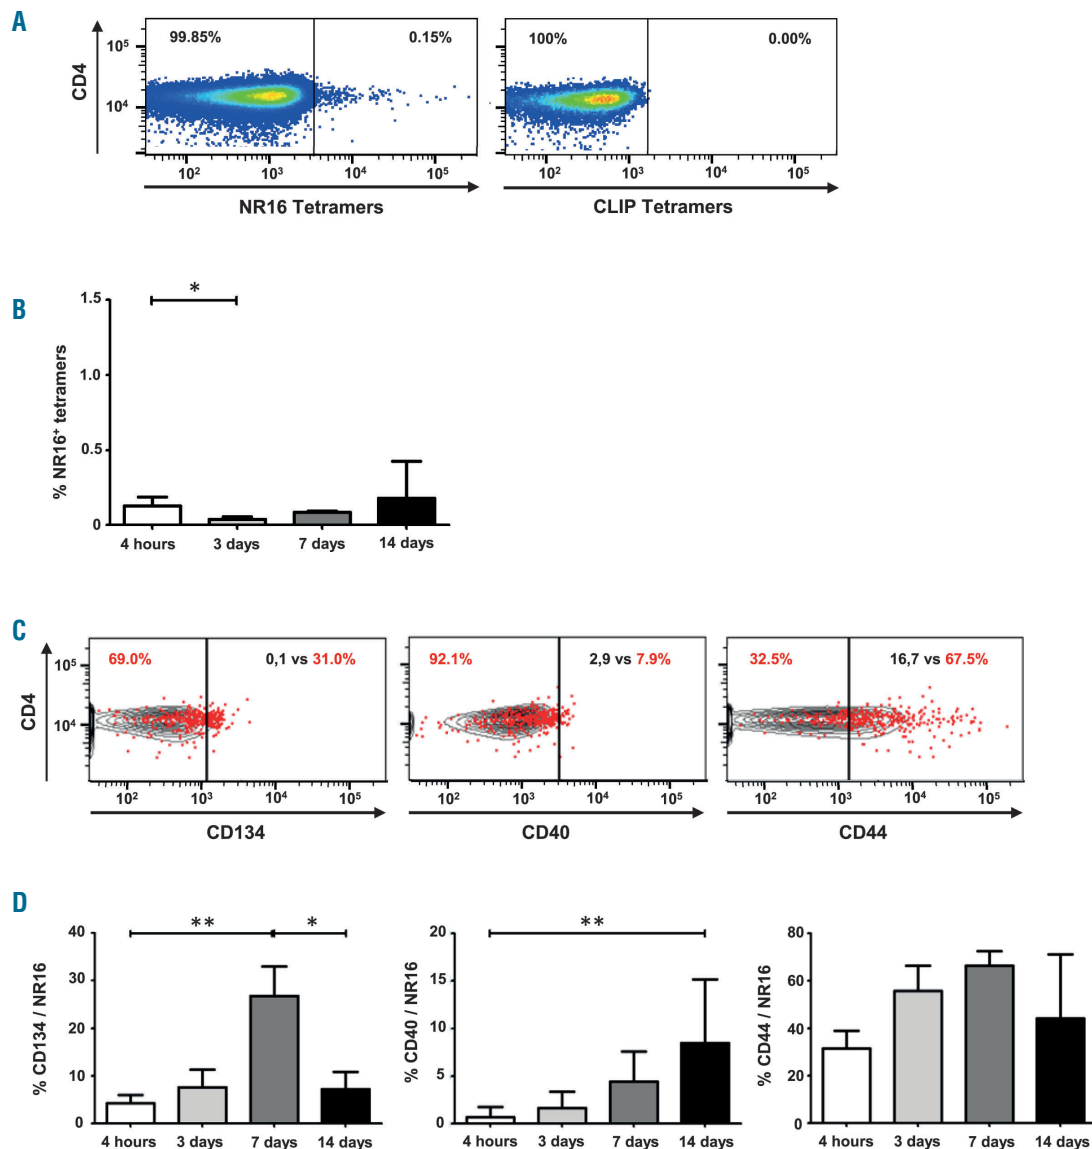 A
99.85% 0.15%
100% 0.00%
CD4
10⁵
10⁴
10² 10³ 10⁴ 10⁵
10² 10³ 10⁴ 10⁵
NR16 Tetramers
CLIP Tetramers
B
*
% NR16⁺ tetramers
1.5
1.0
0.5
0
4 hours 3 days 7 days 14 days
C
CD4
10⁵
10⁴
69.0% 0,1 vs 31.0%
92.1% 2,9 vs 7.9%
32.5% 16,7 vs 67.5%
10² 10³ 10⁴ 10⁵
10² 10³ 10⁴ 10⁵
10² 10³ 10⁴ 10⁵
CD134
CD40
CD44
D
** *
% CD134 / NR16
40
30
20
10
0
4 hours 3 days 7 days 14 days
**
% CD40 / NR16
20
15
10
5
0
4 hours 3 days 7 days 14 days
% CD44 / NR16
80
60
40
20
0
4 hours 3 days 7 days 14 days